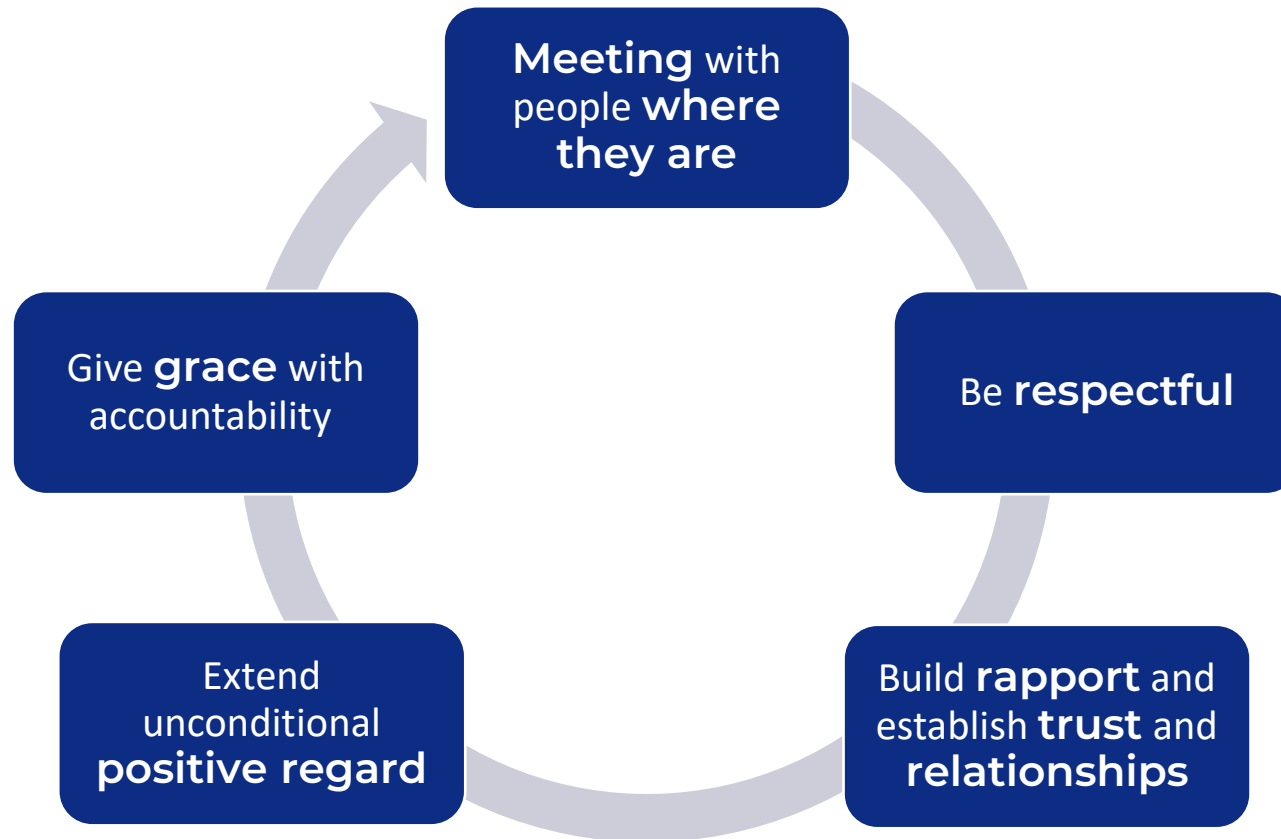 Meeting with
people where
they are
Be respectful
Build rapport and
establish trust and
relationships
Extend
unconditional
positive regard
Give grace with
accountability